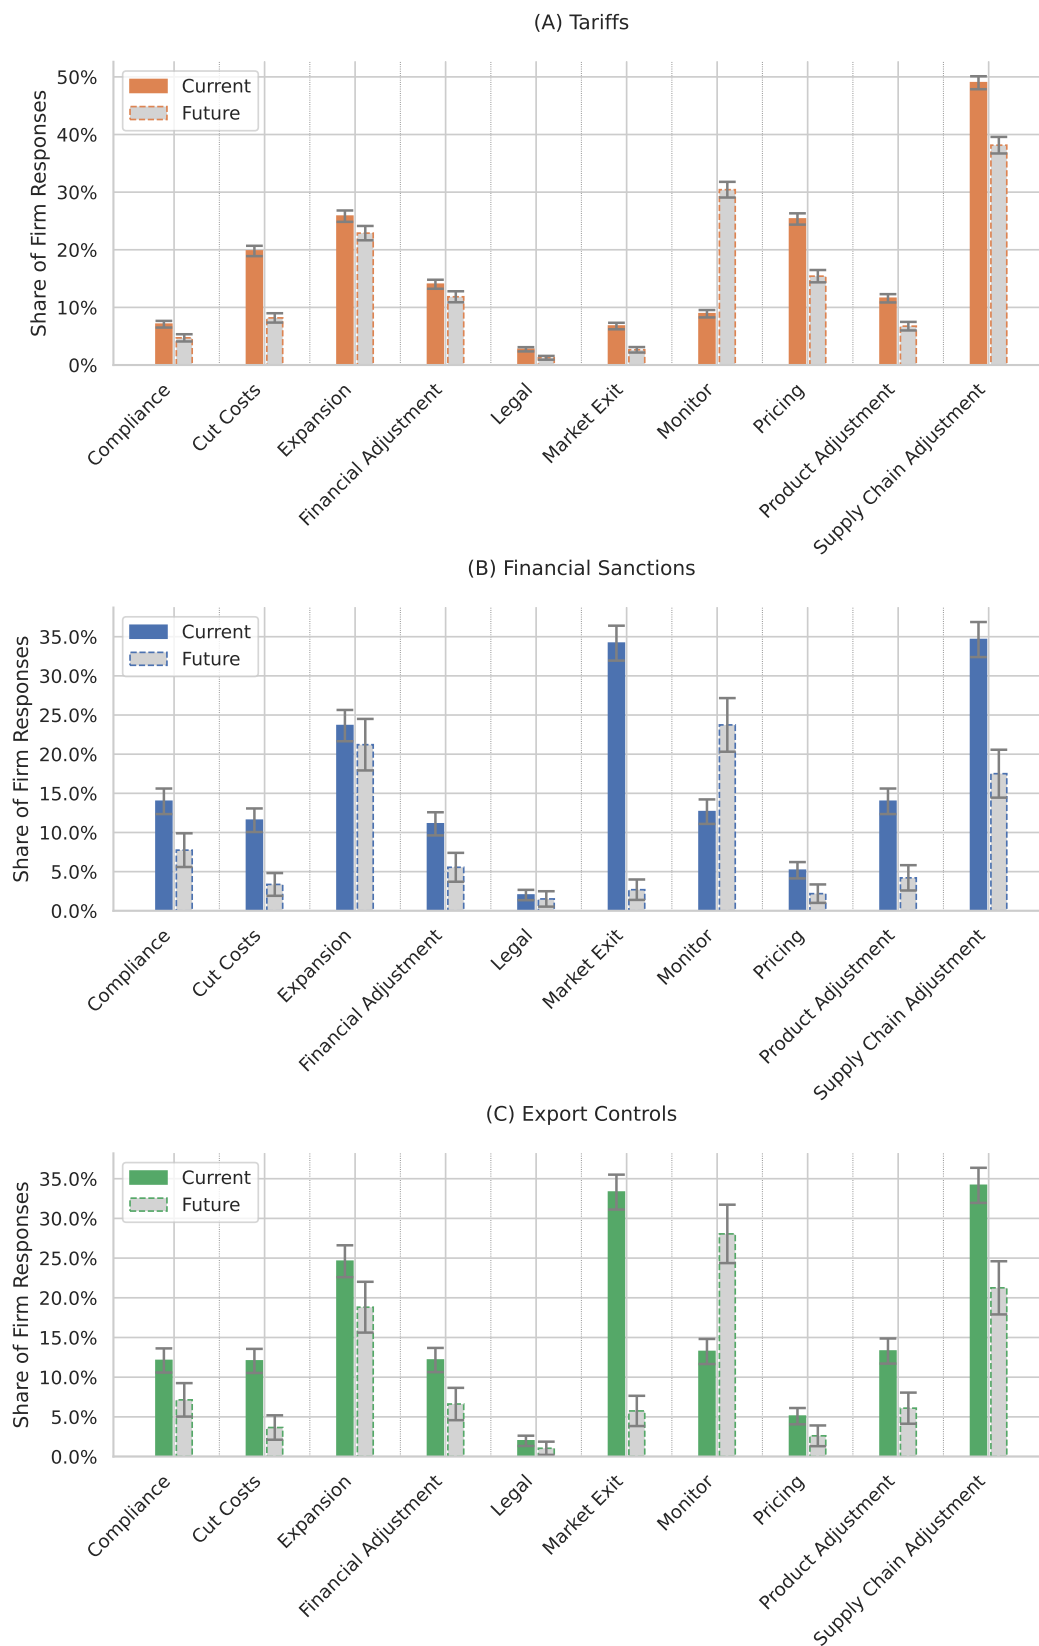 (A) Tariffs
Share of Firm Responses
50%
40%
30%
20%
10%
0%
Current
Future
Compliance
Cut Costs
Expansion
Financial Adjustment
Legal
Market Exit
Monitor
Pricing
Product Adjustment
Supply Chain Adjustment
(B) Financial Sanctions
Share of Firm Responses
35.0%
30.0%
25.0%
20.0%
15.0%
10.0%
5.0%
0.0%
Current
Future
Compliance
Cut Costs
Expansion
Financial Adjustment
Legal
Market Exit
Monitor
Pricing
Product Adjustment
Supply Chain Adjustment
(C) Export Controls
Share of Firm Responses
35.0%
30.0%
25.0%
20.0%
15.0%
10.0%
5.0%
0.0%
Current
Future
Compliance
Cut Costs
Expansion
Financial Adjustment
Legal
Market Exit
Monitor
Pricing
Product Adjustment
Supply Chain Adjustment